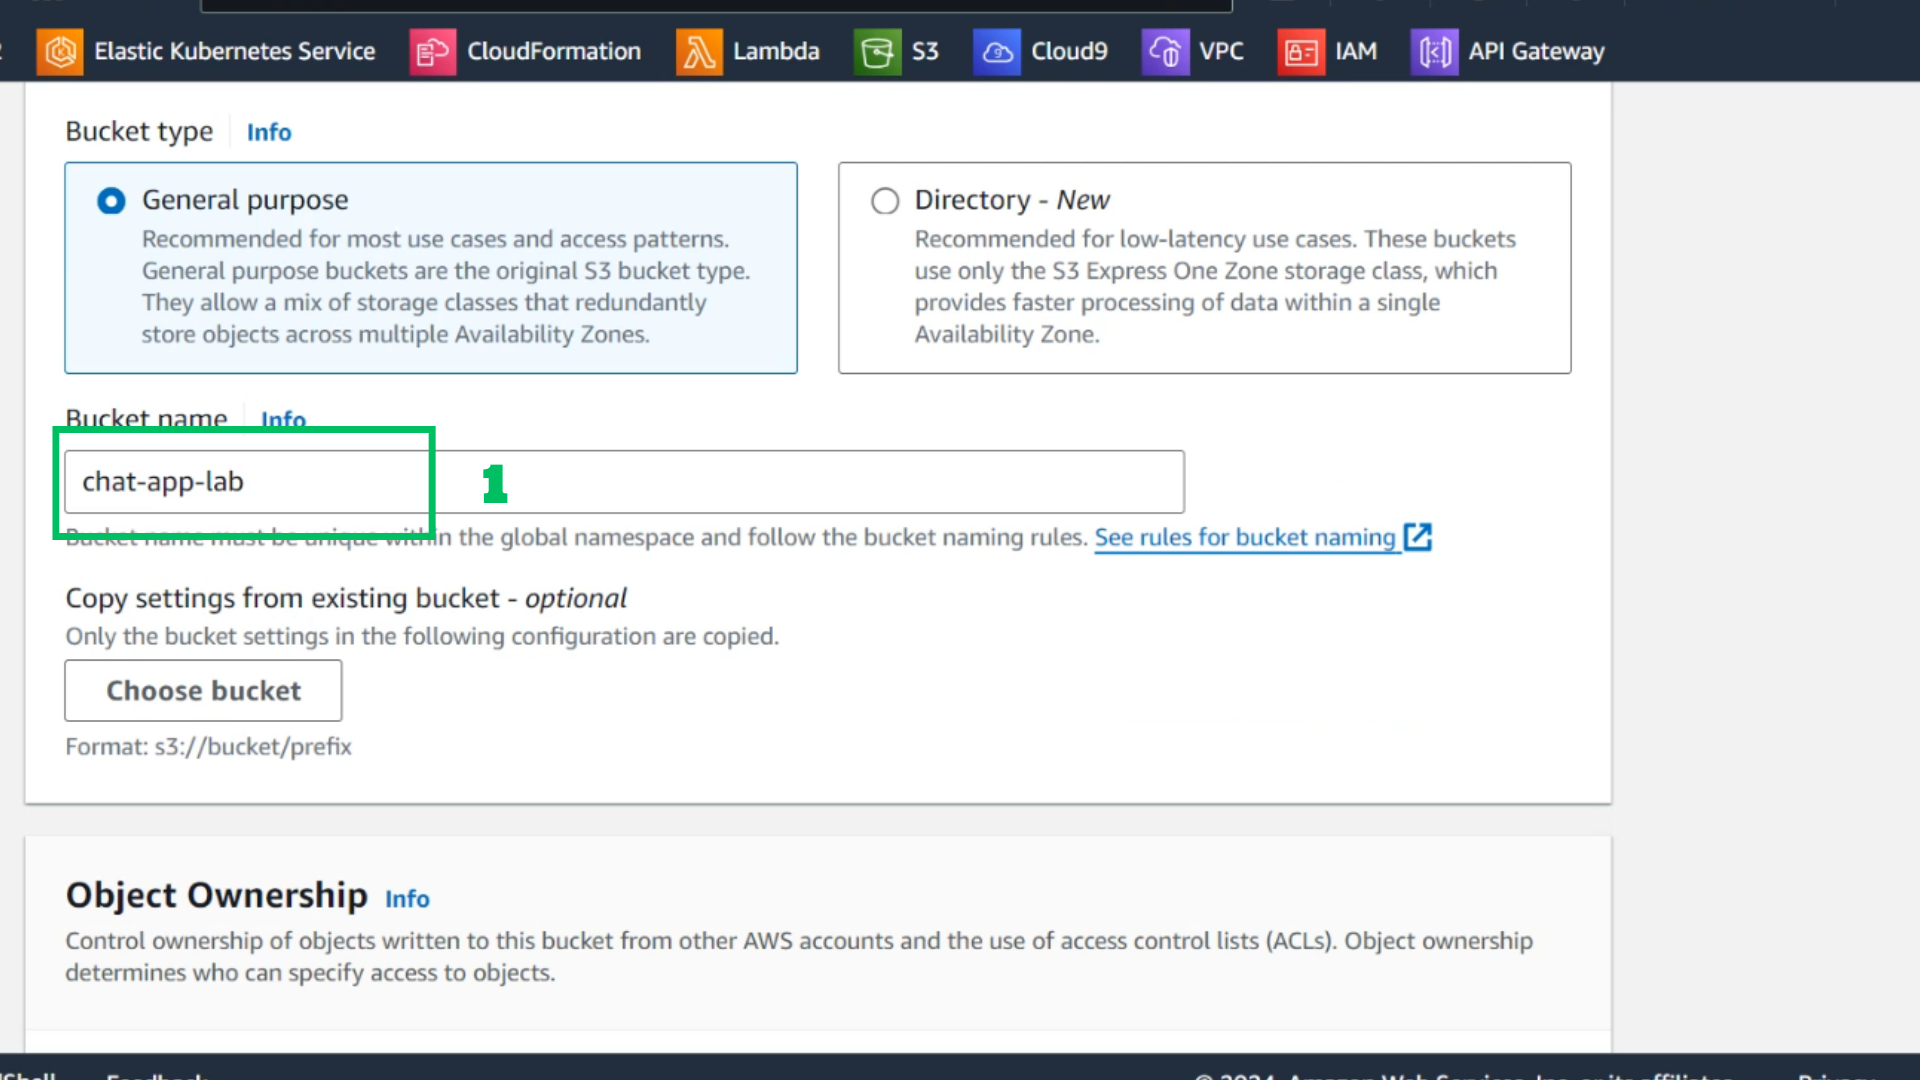 Elastic Kubernetes Service CloudFormation Lambda S3 Cloud9 VPC IAM API Gateway
Bucket type Info
General purpose
Recommended for most use cases and access patterns.
General purpose buckets are the original S3 bucket type.
They allow a mix of storage classes that redundantly
store objects across multiple Availability Zones.
Directory - New
Recommended for low-latency use cases. These buckets
use only the S3 Express One Zone storage class, which
provides faster processing of data within a single
Availability Zone.
Bucket name Info
chat-app-lab 1
Bucket name must be unique within the global namespace and follow the bucket naming rules. See rules for bucket naming
Copy settings from existing bucket - optional
Only the bucket settings in the following configuration are copied.
Choose bucket
Format: s3://bucket/prefix
Object Ownership Info
Control ownership of objects written to this bucket from other AWS accounts and the use of access control lists (ACLs). Object ownership
determines who can specify access to objects.
Feedback © 2024, Amazon Web Services, Inc. or its affiliates. Privacy